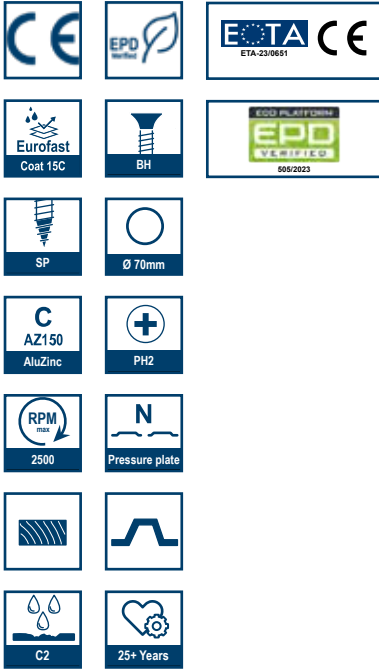 CE
EPD
Verified
EOTA CE
ETA-23/0651
Eurofast
Coat 15C
BH
ECO PLATFORM
EPD
VERIFIED
505/2023
SP
Ø 70mm
C
AZ150
AluZinc
PH2
RPM
max
2500
N
Pressure plate
C2
25+ Years